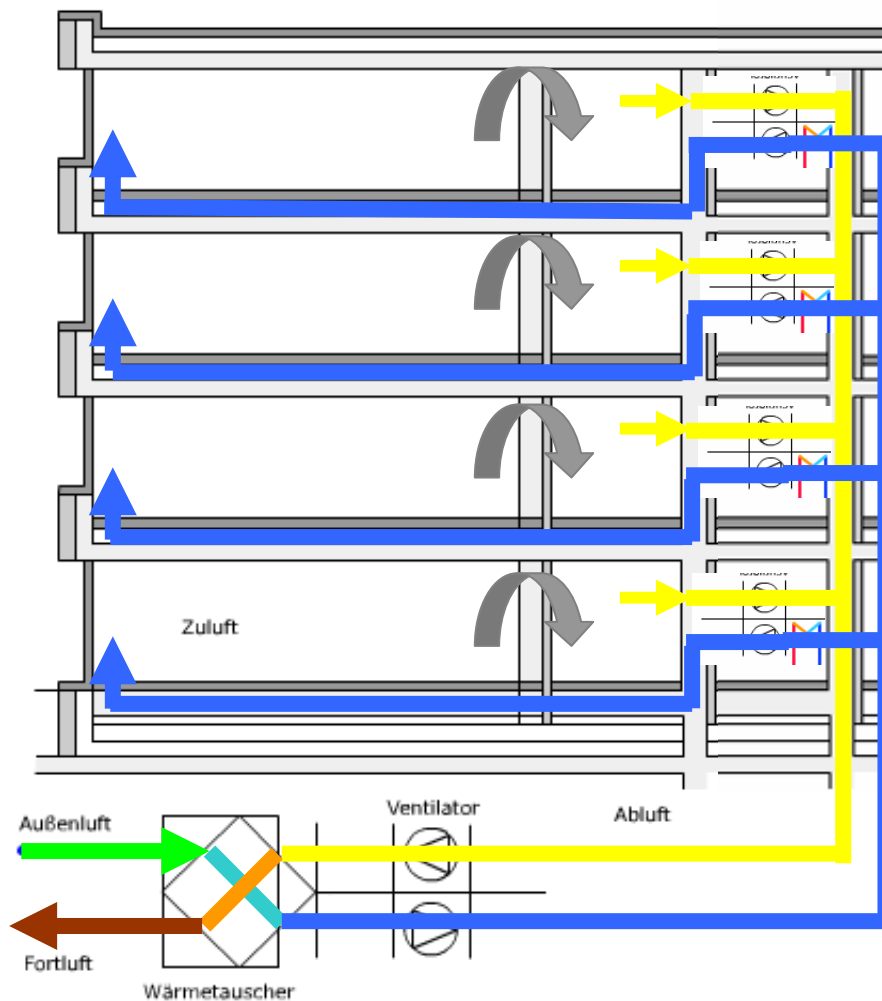 Zuluft
Ventilator
Abluft
Außenluft
Fortluft
Wärmetauscher